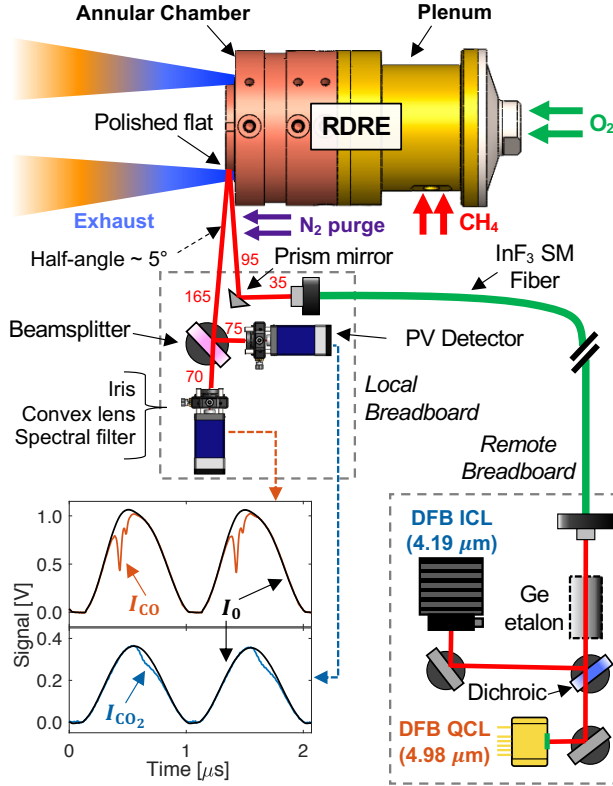 Annular Chamber
Plenum
RDRE
O₂
Polished flat
Exhaust
N₂ purge
CH₄
Half-angle ~ 5°
95
Prism mirror
35
InF₃ SM
Fiber
165
Beamsplitter
75
PV Detector
70
Iris
Convex lens
Spectral filter
Local
Breadboard
Remote
Breadboard
DFB ICL
(4.19 μm)
Ge
etalon
Dichroic
DFB QCL
(4.98 μm)
Signal [V]
1.0
0.5
0.0
I_CO
I₀
0.4
0.2
0.0
I_CO₂
0
1
2
Time [μs]